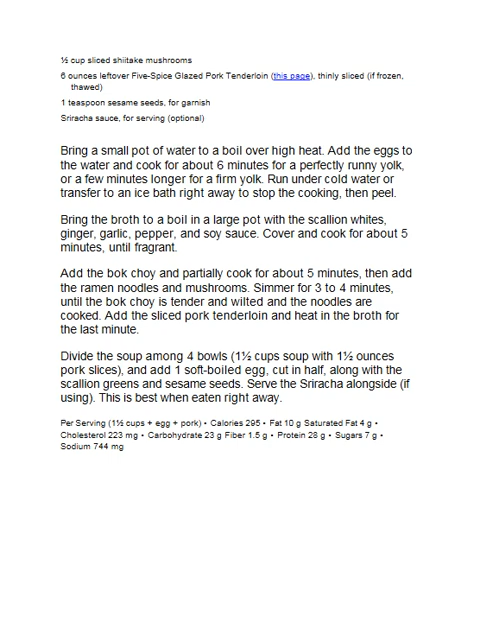 ½ cup sliced shiitake mushrooms
6 ounces leftover Five-Spice Glazed Pork Tenderloin (this page), thinly sliced (if frozen,
thawed)
1 teaspoon sesame seeds, for garnish
Sriracha sauce, for serving (optional)
Bring a small pot of water to a boil over high heat. Add the eggs to
the water and cook for about 6 minutes for a perfectly runny yolk,
or a few minutes longer for a firm yolk. Run under cold water or
transfer to an ice bath right away to stop the cooking, then peel.
Bring the broth to a boil in a large pot with the scallion whites,
ginger, garlic, pepper, and soy sauce. Cover and cook for about 5
minutes, until fragrant.
Add the bok choy and partially cook for about 5 minutes, then add
the ramen noodles and mushrooms. Simmer for 3 to 4 minutes,
until the bok choy is tender and wilted and the noodles are
cooked. Add the sliced pork tenderloin and heat in the broth for
the last minute.
Divide the soup among 4 bowls (1½ cups soup with 1½ ounces
pork slices), and add 1 soft-boiled egg, cut in half, along with the
scallion greens and sesame seeds. Serve the Sriracha alongside (if
using). This is best when eaten right away.
Per Serving (1½ cups + egg + pork) • Calories 295 • Fat 10 g Saturated Fat 4 g •
Cholesterol 223 mg • Carbohydrate 23 g Fiber 1.5 g • Protein 28 g • Sugars 7 g •
Sodium 744 mg